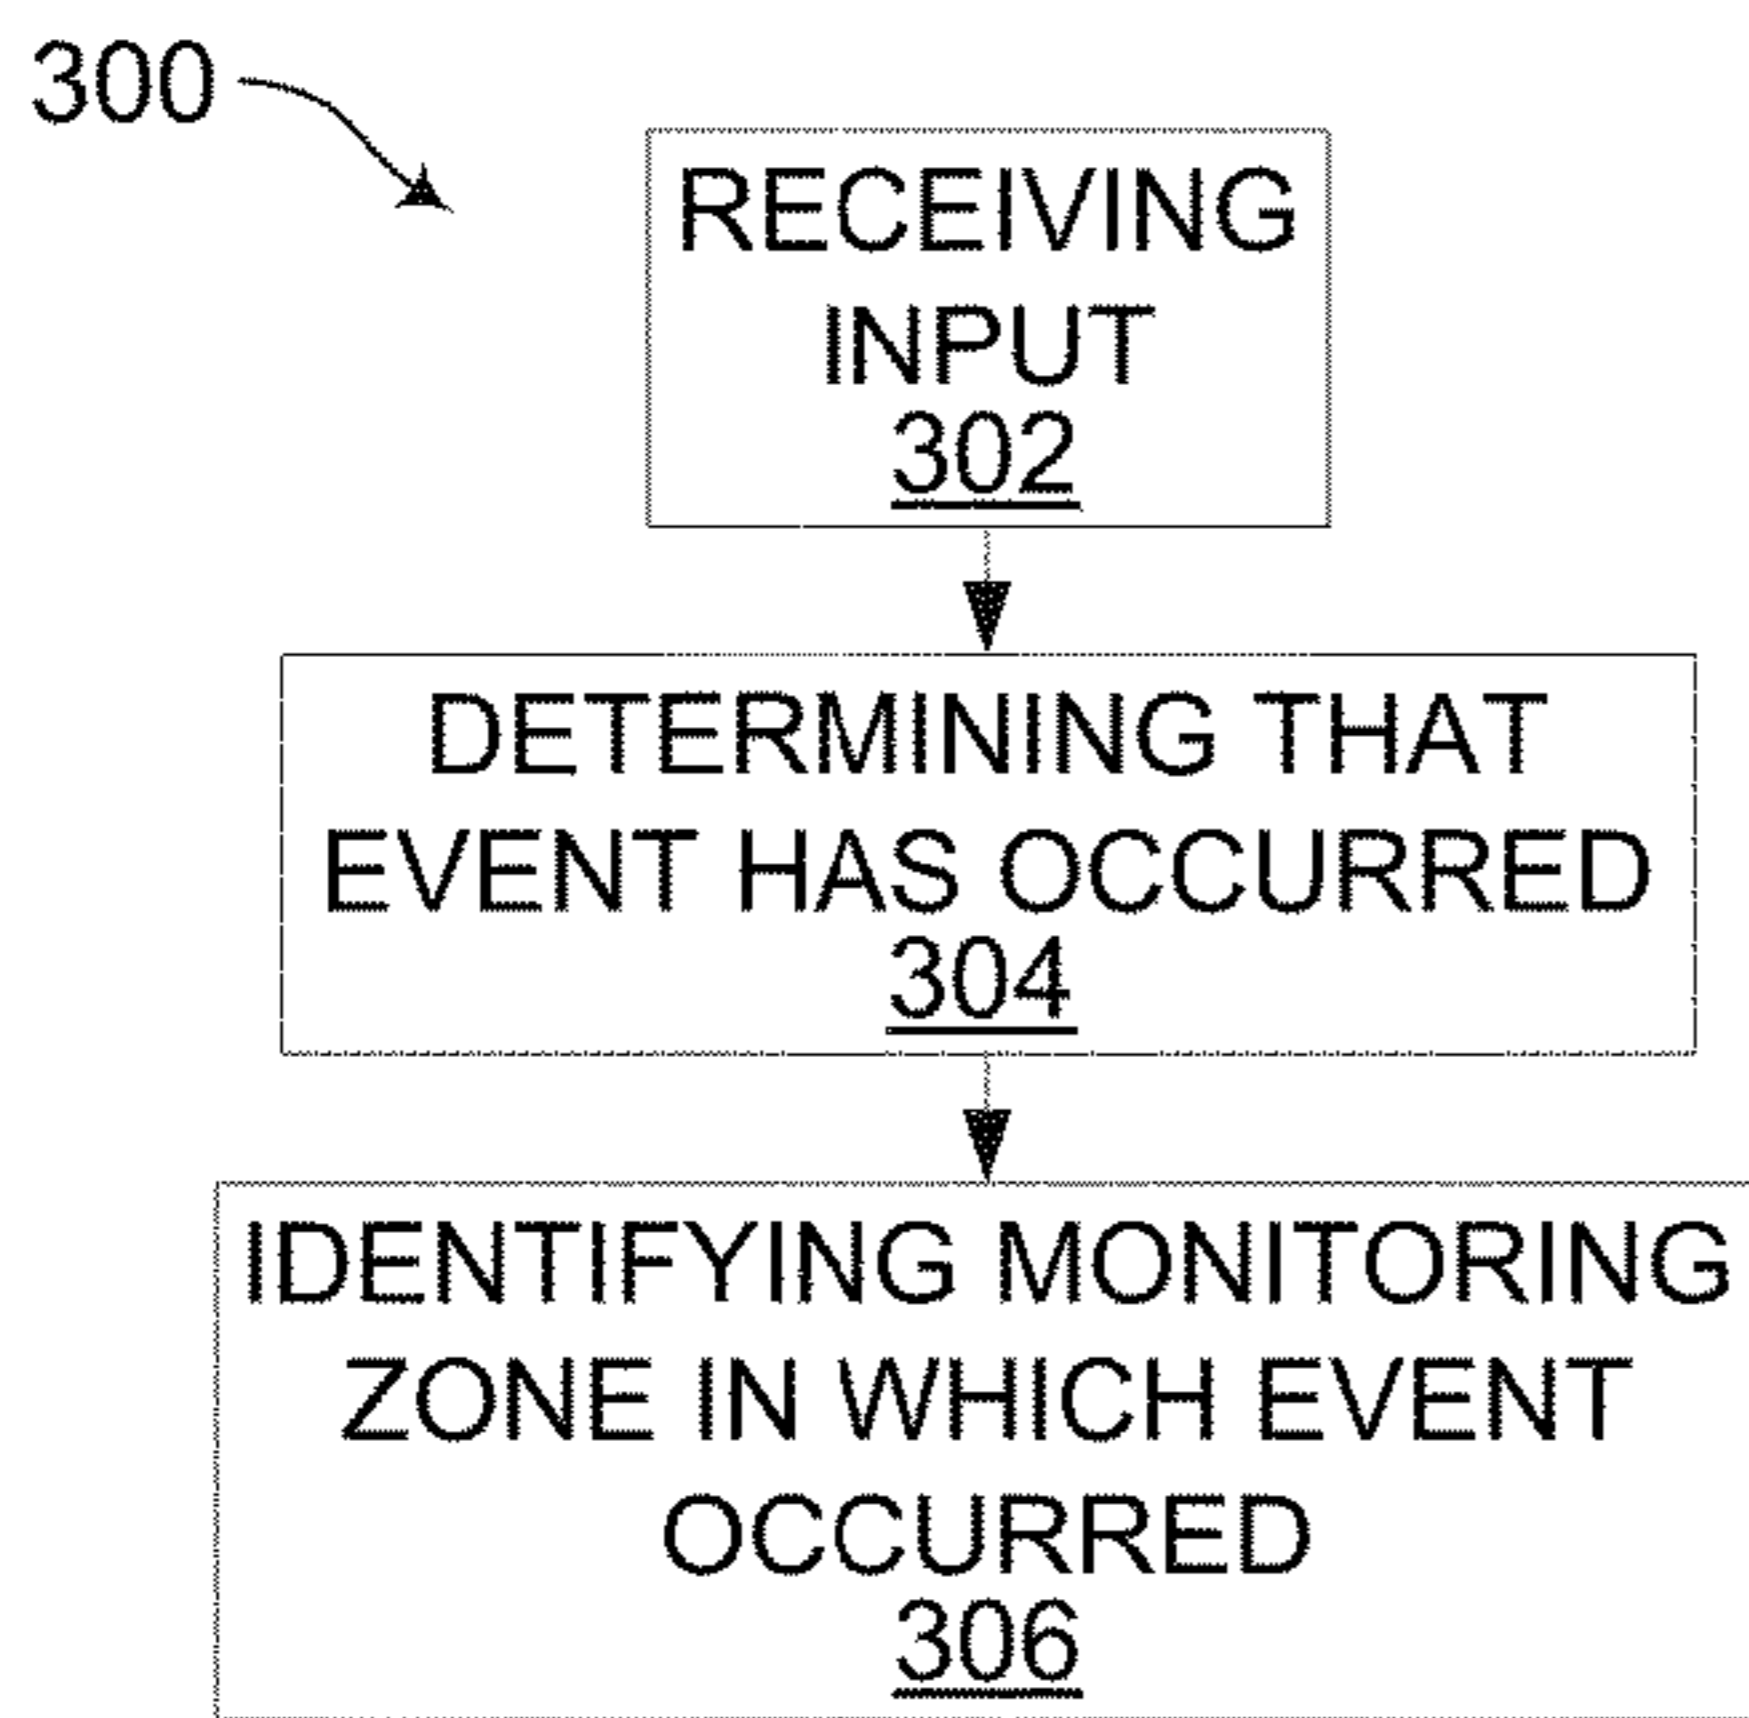 300
RECEIVING
INPUT
302
DETERMINING THAT
EVENT HAS OCCURRED
304
IDENTIFYING MONITORING
ZONE IN WHICH EVENT
OCCURRED
306